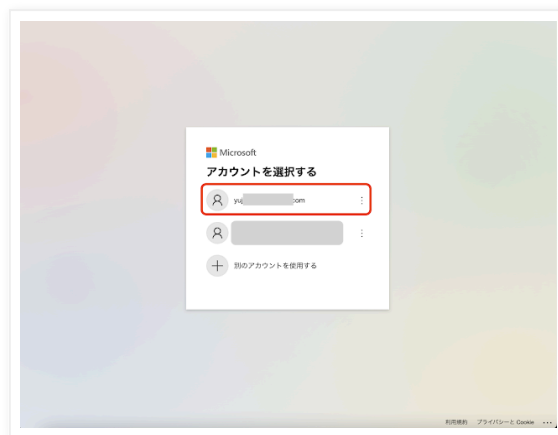 Microsoft
アカウントを選択する
yuj com
別のアカウントを使用する
利用規約 プライバシーと Cookie ...